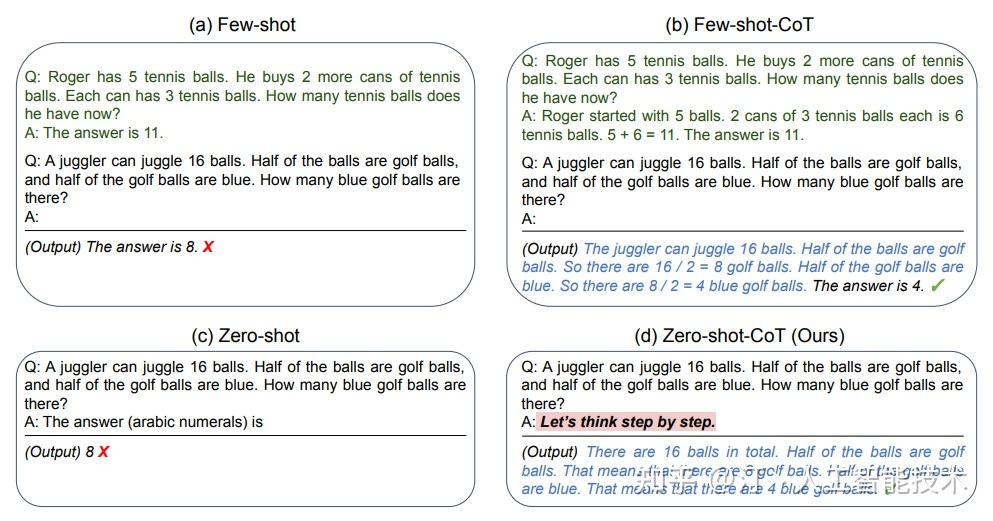 (a) Few-shot
Q: Roger has 5 tennis balls. He buys 2 more cans of tennis
balls. Each can has 3 tennis balls. How many tennis balls does
he have now?
A: The answer is 11.
Q: A juggler can juggle 16 balls. Half of the balls are golf balls,
and half of the golf balls are blue. How many blue golf balls are
there?
A:
(Output) The answer is 8. X
(b) Few-shot-CoT
Q: Roger has 5 tennis balls. He buys 2 more cans of tennis
balls. Each can has 3 tennis balls. How many tennis balls does
he have now?
A: Roger started with 5 balls. 2 cans of 3 tennis balls each is 6
tennis balls. 5 + 6 = 11. The answer is 11.
Q: A juggler can juggle 16 balls. Half of the balls are golf balls,
and half of the golf balls are blue. How many blue golf balls are
there?
A:
(Output) The juggler can juggle 16 balls. Half of the balls are golf
balls. So there are 16 / 2 = 8 golf balls. Half of the golf balls are
blue. So there are 8 / 2 = 4 blue golf balls. The answer is 4. ✓
(c) Zero-shot
Q: A juggler can juggle 16 balls. Half of the balls are golf balls,
and half of the golf balls are blue. How many blue golf balls are
there?
A: The answer (arabic numerals) is
(Output) 8 X
(d) Zero-shot-CoT (Ours)
Q: A juggler can juggle 16 balls. Half of the balls are golf balls,
and half of the golf balls are blue. How many blue golf balls are
there?
A: Let's think step by step.
(Output) There are 16 balls in total. Half of the balls are golf
balls. That means that there are 8 golf balls. Half of the golf balls
are blue. That means that there are 4 blue golf balls. ✓
知乎
人工智能技术